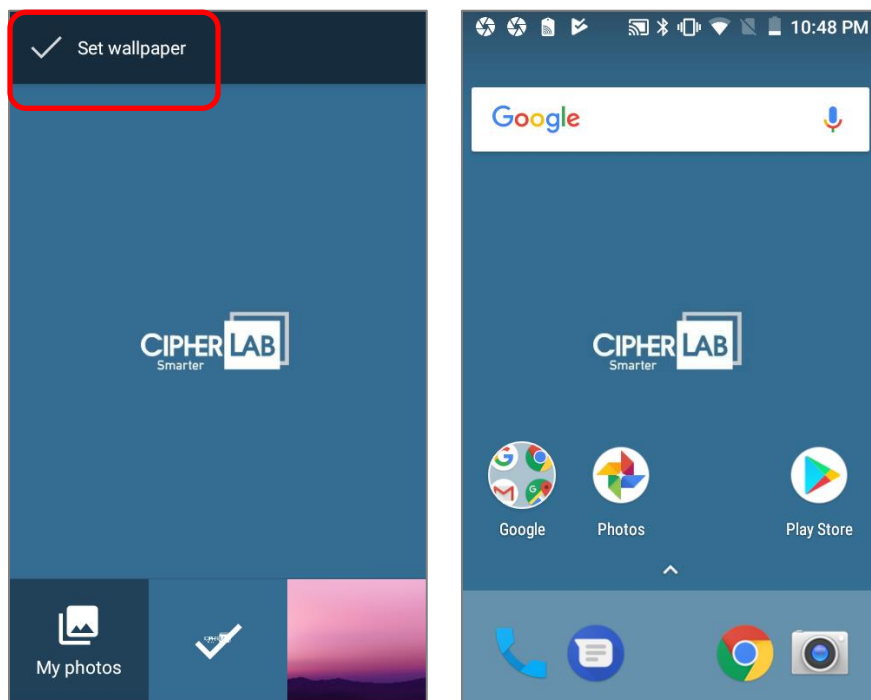 Set wallpaper
CIPHERLAB
Smarter
My photos
10:48 PM
Google
CIPHERLAB
Smarter
Google
Photos
Play Store